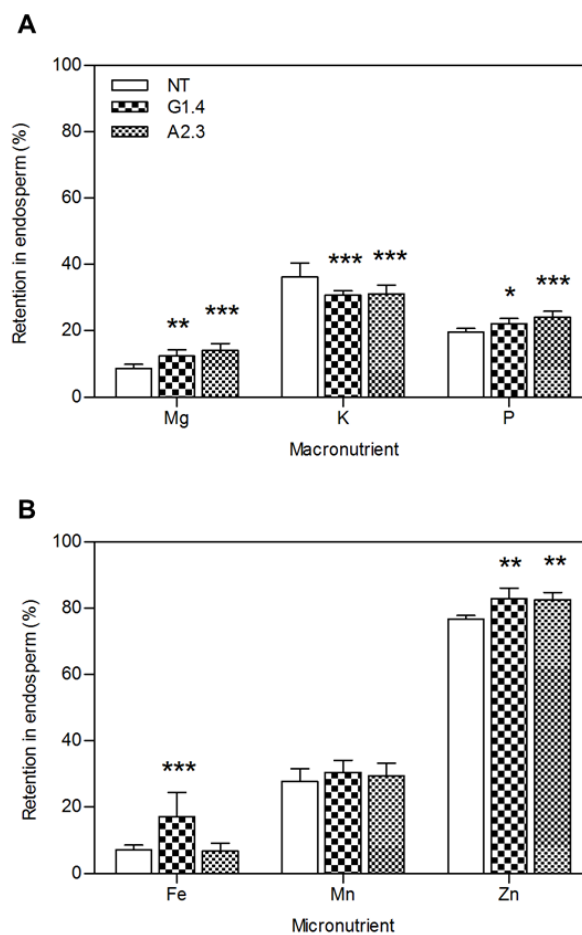 A
Retention in endosperm (%)
100
80
60
40
20
0
NT
G1.4
A2.3
** *** *** *** * ***
Mg K P
Macronutrient
B
Retention in endosperm (%)
100
80
60
40
20
0
*** ** **
Fe Mn Zn
Micronutrient